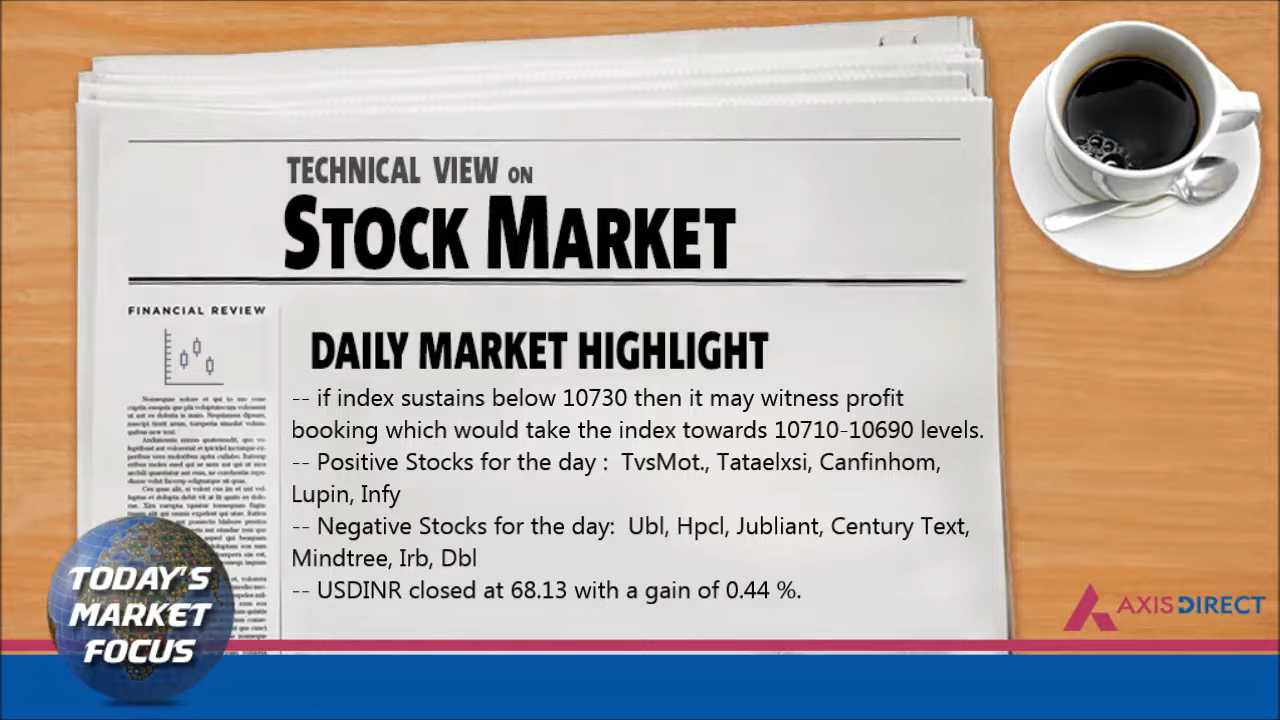 TECHNICAL VIEW ON
STOCK MARKET
FINANCIAL REVIEW
DAILY MARKET HIGHLIGHT
-- if index sustains below 10730 then it may witness profit
booking which would take the index towards 10710-10690 levels.
-- Positive Stocks for the day : TvsMot., Tataelxsi, Canfinhom,
Lupin, Infy
-- Negative Stocks for the day: Ubl, Hpcl, Jubliant, Century Text,
Mindtree, Irb, Dbl
-- USDINR closed at 68.13 with a gain of 0.44 %.
TODAY'S
MARKET
FOCUS
AXISDIRECT